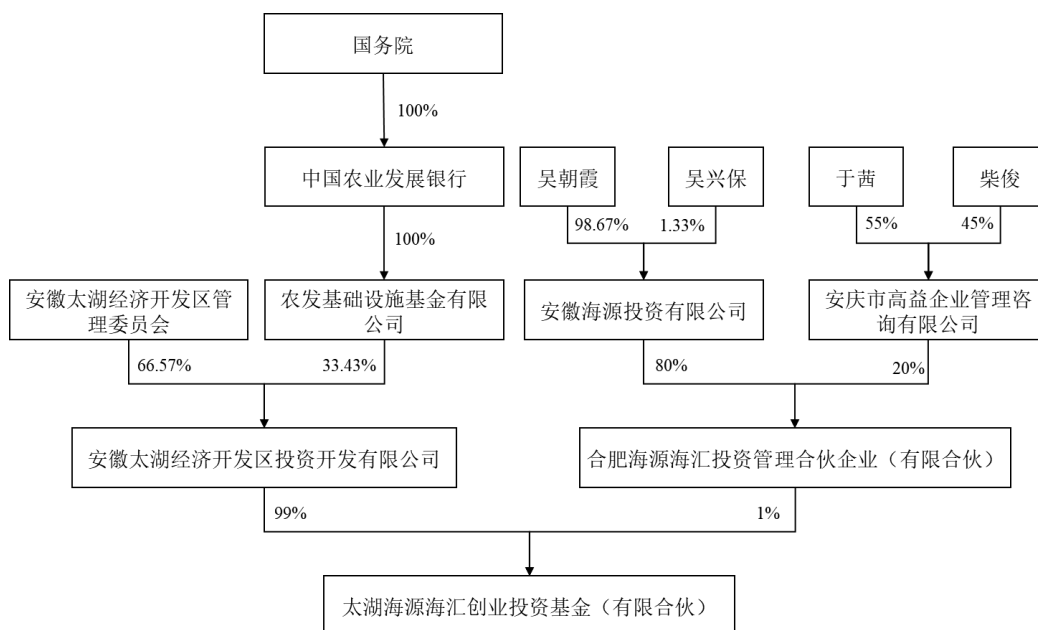 国务院
100%
中国农业发展银行
吴朝霞
吴兴保
于茜
柴俊
100%
98.67%
1.33%
55%
45%
安徽太湖经济开发区管
理委员会
农发基础设施基金有限
公司
安徽海源投资有限公司
安庆市高益企业管理咨
询有限公司
66.57%
33.43%
80%
20%
安徽太湖经济开发区投资开发有限公司
合肥海源海汇投资管理合伙企业（有限合伙）
99%
1%
太湖海源海汇创业投资基金（有限合伙）